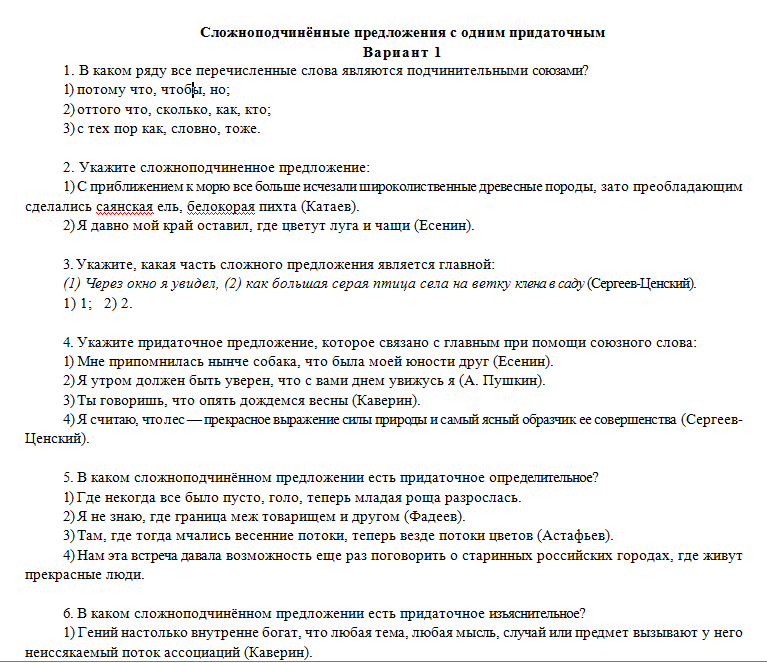 Сложноподчинённые предложения с одним придаточным
Вариант 1
1. В каком ряду все перечисленные слова являются подчинительными союзами?
1) потому что, чтобы, но;
2) оттого что, сколько, как, кто;
3) с тех пор как, словно, тоже.
2. Укажите сложноподчиненное предложение:
1) С приближением к морю все больше исчезали широколиственные древесные породы, зато преобладающим
сделались саянская ель, белокорая пихта (Катаев).
2) Я давно мой край оставил, где цветут луга и чащи (Есенин).
3. Укажите, какая часть сложного предложения является главной:
(1) Через окно я увидел, (2) как большая серая птица села на ветку клена в саду (Сергеев-Ценский).
1) 1; 2) 2.
4. Укажите придаточное предложение, которое связано с главным при помощи союзного слова:
1) Мне припомнилась нынче собака, что была моей юности друг (Есенин).
2) Я утром должен быть уверен, что с вами днем увижусь я (А. Пушкин).
3) Ты говоришь, что опять дождемся весны (Каверин).
4) Я считаю, что лес — прекрасное выражение силы природы и самый ясный образчик ее совершенства (Сергеев-
Ценский).
5. В каком сложноподчинённом предложении есть придаточное определительное?
1) Где некогда все было пусто, голо, теперь младая роща разрослась.
2) Я не знаю, где граница меж товарищем и другом (Фадеев).
3) Там, где тогда мчались весенние потоки, теперь везде потоки цветов (Астафьев).
4) Нам эта встреча давала возможность еще раз поговорить о старинных российских городах, где живут
прекрасные люди.
6. В каком сложноподчинённом предложении есть придаточное изъяснительное?
1) Гений настолько внутренне богат, что любая тема, любая мысль, случай или предмет вызывают у него
неиссякаемый поток ассоциаций (Каверин).